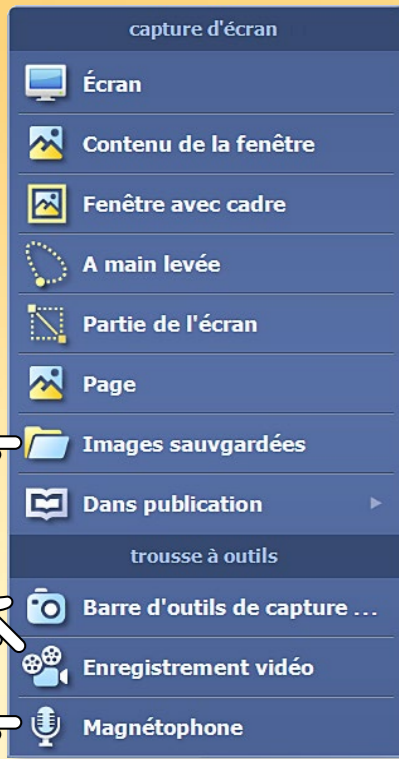 capture d'écran
Écran
Contenu de la fenêtre
Fenêtre avec cadre
A main levée
Partie de l'écran
Page
Images sauvgardées
Dans publication
trousse à outils
Barre d'outils de capture ...
Enregistrement vidéo
Magnétophone